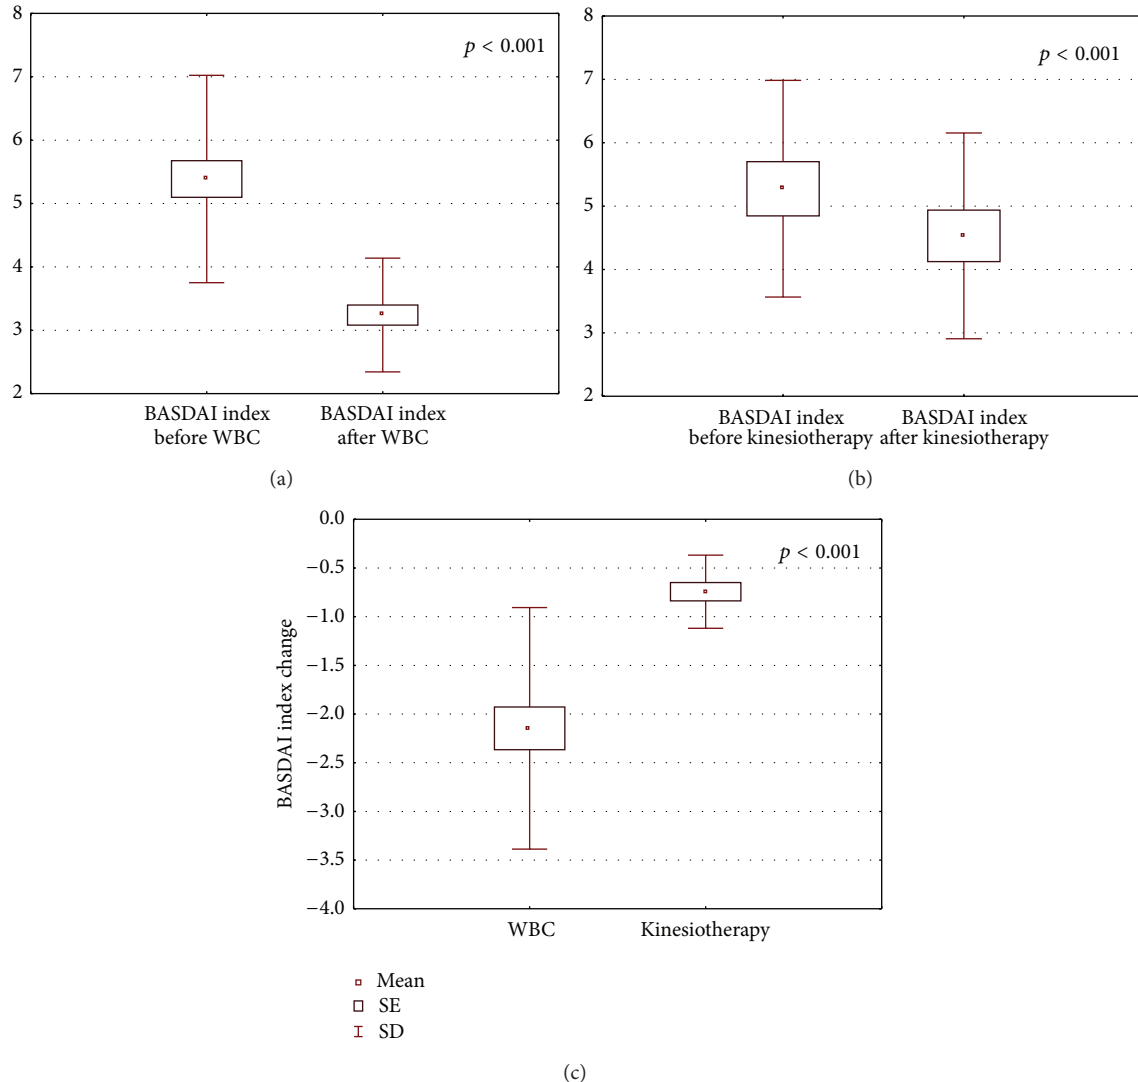 8
7
6
5
4
3
2
p < 0.001
BASDAI index
before WBC
BASDAI index
after WBC
(a)
8
7
6
5
4
3
2
p < 0.001
BASDAI index
before kinesiotherapy
BASDAI index
after kinesiotherapy
(b)
BASDAI index change
0.0
−0.5
−1.0
−1.5
−2.0
−2.5
−3.0
−3.5
−4.0
p < 0.001
WBC
Kinesiotherapy
Mean
SE
SD
(c)